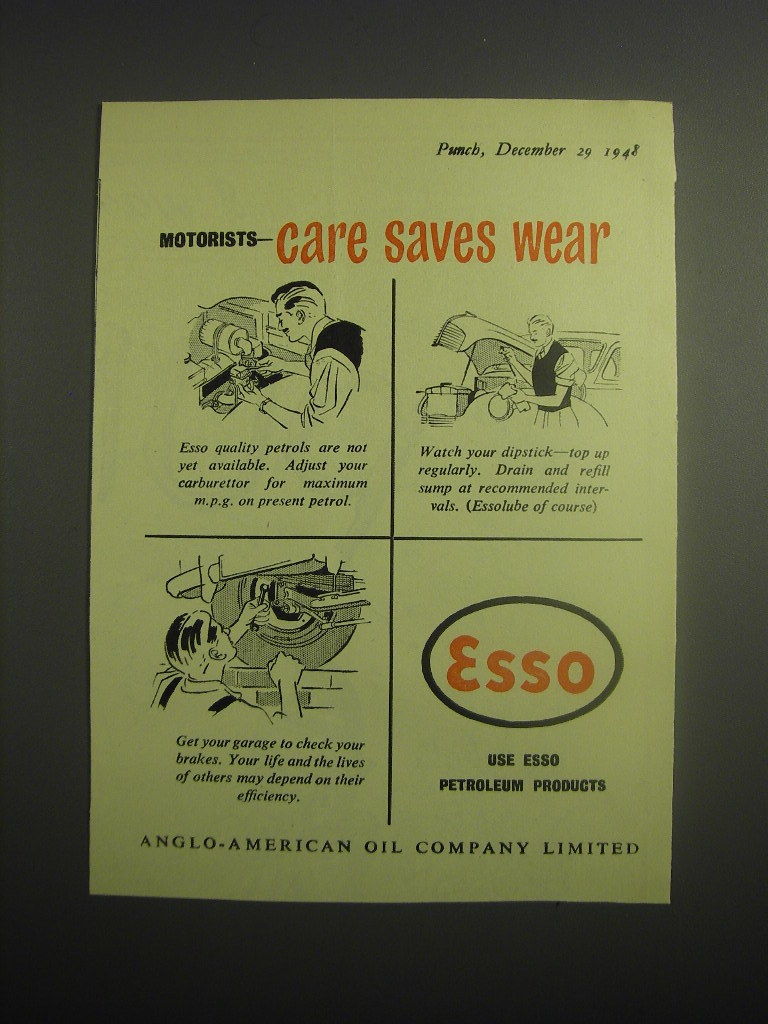 Punch, December 29 1948
MOTORISTS—care saves wear
Esso quality petrols are not
yet available. Adjust your
carburettor for maximum
m.p.g. on present petrol.
Watch your dipstick—top up
regularly. Drain and refill
sump at recommended inter-
vals. (Essolube of course)
Get your garage to check your
brakes. Your life and the lives
of others may depend on their
efficiency.
Esso
USE ESSO
PETROLEUM PRODUCTS
ANGLO-AMERICAN OIL COMPANY LIMITED